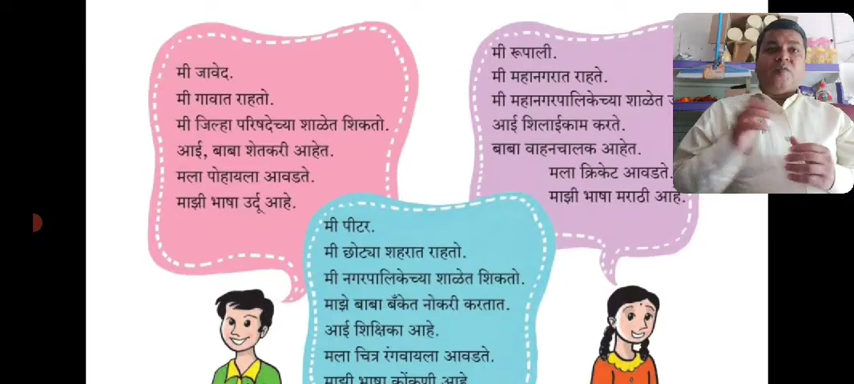 मी जावेद.
मी गावात राहतो.
मी जिल्हा परिषदेच्या शाळेत शिकतो.
आई, बाबा शेतकरी आहेत.
मला पोहायला आवडते.
माझी भाषा उर्दू आहे.
मी रूपाली.
मी महानगरात राहते.
मी महानगरपालिकेच्या शाळेत
आई शिलाईकाम करते.
बाबा वाहनचालक आहेत.
मला क्रिकेट आवडते.
माझी भाषा मराठी आहे.
मी पीटर.
मी छोट्या शहरात राहतो.
मी नगरपालिकेच्या शाळेत शिकतो.
माझे बाबा बँकेत नोकरी करतात.
आई शिक्षिका आहे.
मला चित्र रंगवायला आवडते.
माझी भाषा कोंकणी आहे